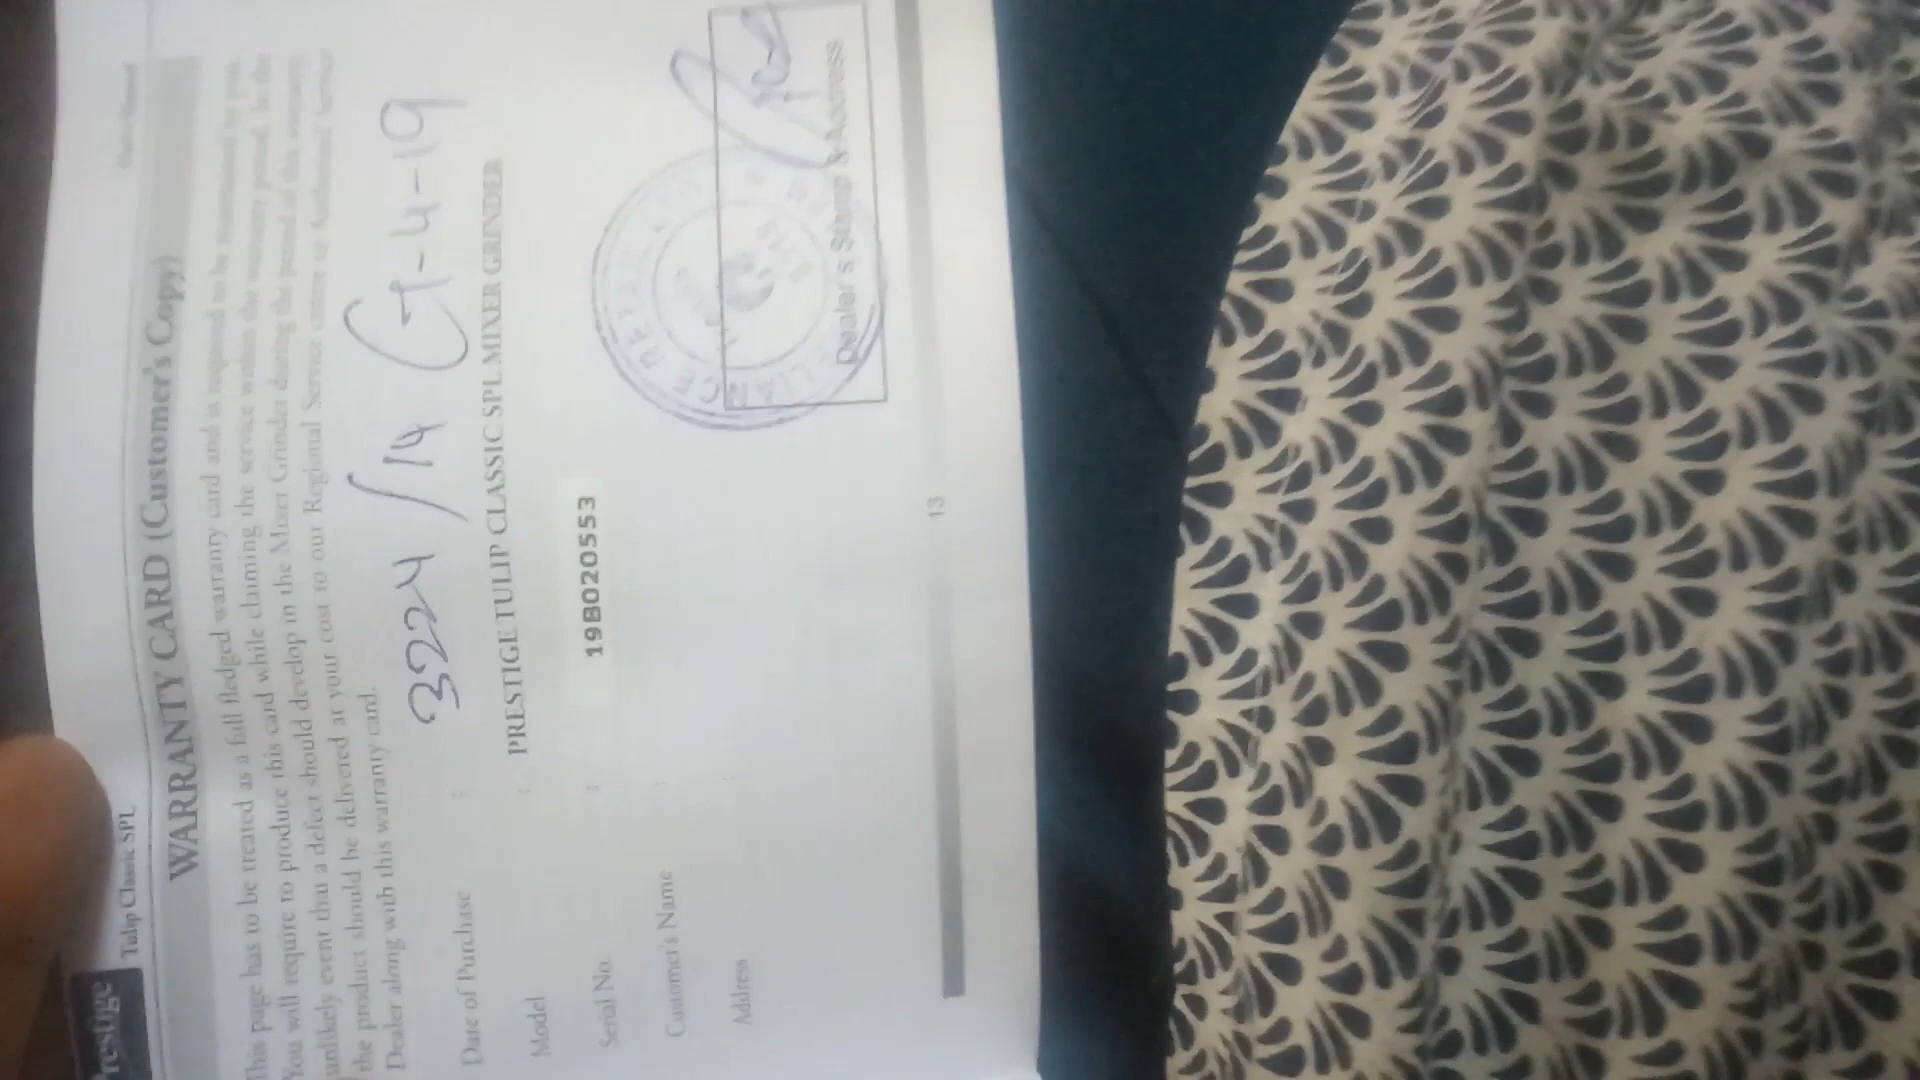 Prestige
Tulip Classic SPL
WARRANTY CARD (Customer's Copy)
This page has to be treated as a full fledged warranty card and is required to be
You will require to produce this card while claiming the service within the warranty period. In the
unlikely event that a defect should develop in the Mixer Grinder during the period of this warranty
the product should be delivered at your cost to our Regional Service centre or Authorised Service
Dealer along with this warranty card.
3224/14
7-4-19
Date of Purchase :
Model : PRESTIGE TULIP CLASSIC SPL MIXER GRINDER
Serial No. : 19B020553
Customer's Name :
Address :
RETAIL
Dealer's Stamp & Address
13